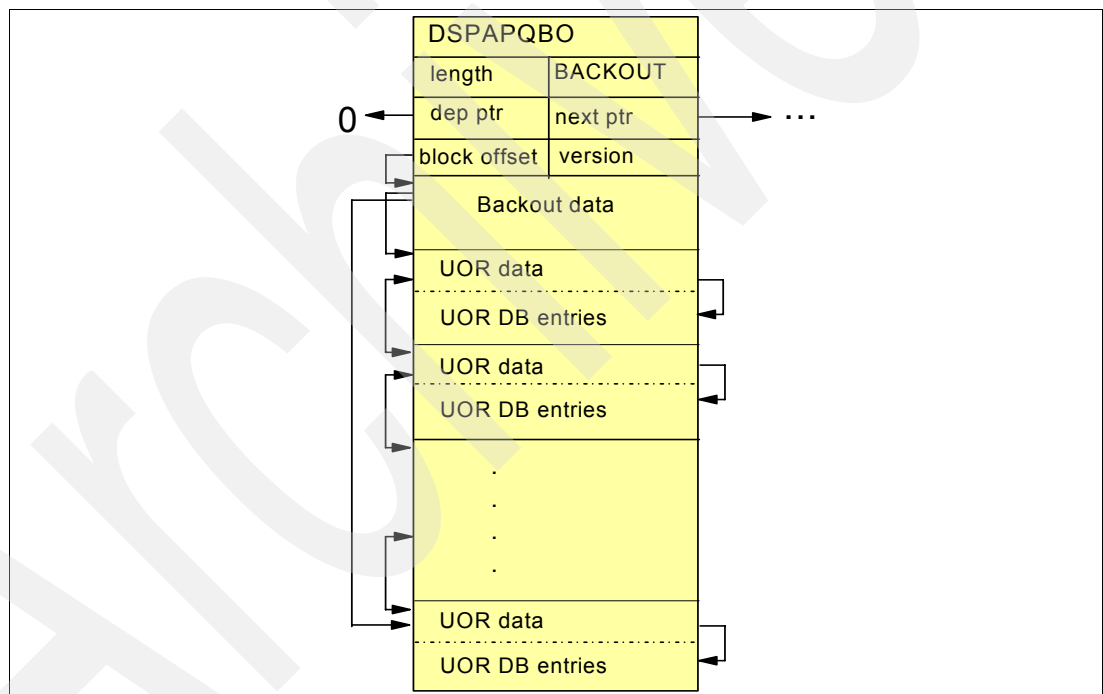 DSPAPQBO
length BACKOUT
0 dep ptr next ptr ...
block offset version
Backout data
UOR data
UOR DB entries
UOR data
UOR DB entries
.
.
.
.
UOR data
UOR DB entries